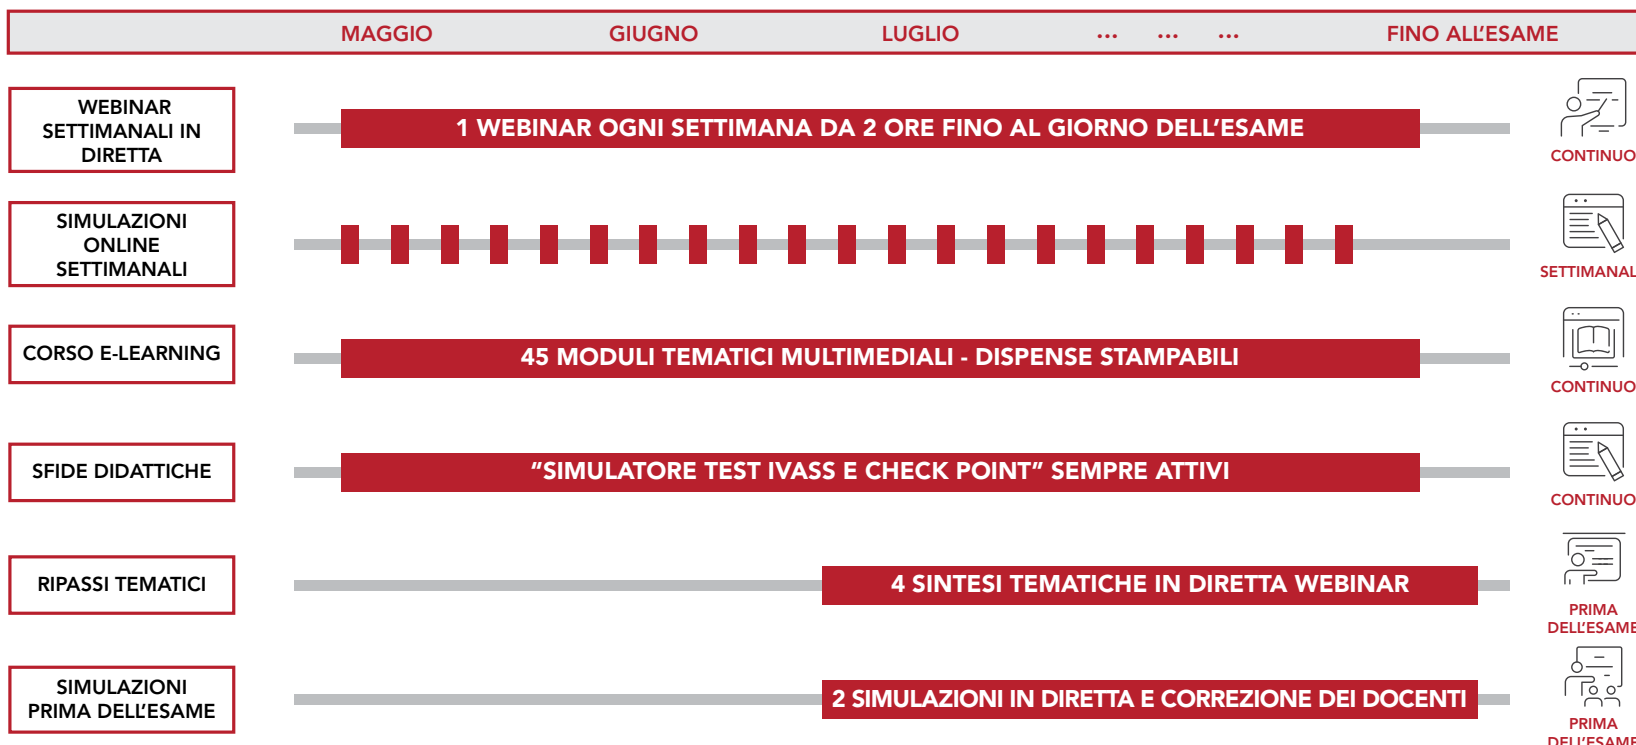 MAGGIO GIUGNO LUGLIO ... ... ... FINO ALL'ESAME
WEBINAR
SETTIMANALI IN
DIRETTA
1 WEBINAR OGNI SETTIMANA DA 2 ORE FINO AL GIORNO DELL'ESAME
CONTINUO
SIMULAZIONI
ONLINE
SETTIMANALI
SETTIMANAL
CORSO E-LEARNING
45 MODULI TEMATICI MULTIMEDIALI - DISPENSE STAMPABILI
CONTINUO
SFIDE DIDATTICHE
“SIMULATORE TEST IVASS E CHECK POINT” SEMPRE ATTIVI
CONTINUO
RIPASSI TEMATICI
4 SINTESI TEMATICHE IN DIRETTA WEBINAR
PRIMA
DELL'ESAME
SIMULAZIONI
PRIMA DELL'ESAME
2 SIMULAZIONI IN DIRETTA E CORREZIONE DEI DOCENTI
PRIMA
DELL'ESAME